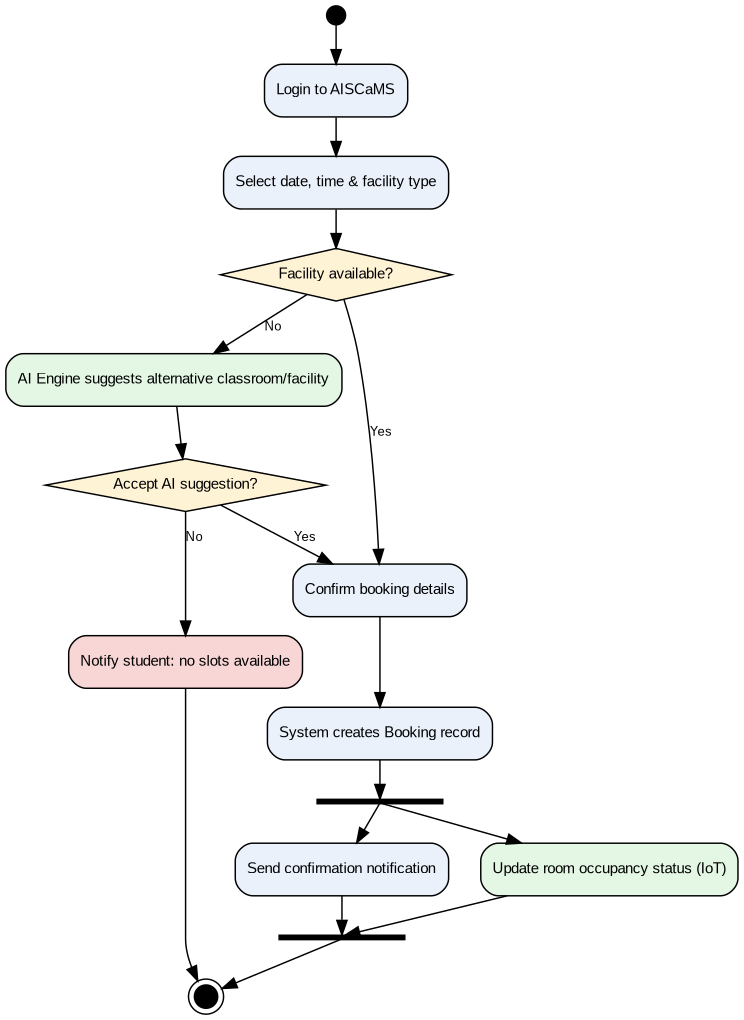 Login to AISCaMS
Select date, time & facility type
Facility available?
No
AI Engine suggests alternative classroom/facility
Yes
Accept AI suggestion?
No
Yes
Confirm booking details
Notify student: no slots available
System creates Booking record
Send confirmation notification
Update room occupancy status (IoT)